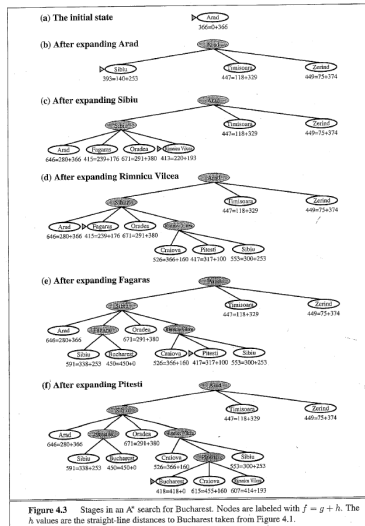 (a) The initial state
Arad
366=0+366
(b) After expanding Arad
Arad
Sibiu
Timisoara
Zerind
393=140+253
447=118+329
449=75+374
(c) After expanding Sibiu
Arad
Sibiu
Timisoara
Zerind
447=118+329
449=75+374
Arad
Fagaras
Oradea
Rimnicu Vilcea
646=280+366
415=239+176
671=291+380
413=220+193
(d) After expanding Rimnicu Vilcea
Arad
Sibiu
Timisoara
Zerind
447=118+329
449=75+374
Arad
Fagaras
Oradea
Rimnicu Vilcea
646=280+366
415=239+176
671=291+380
Craiova
Pitesti
Sibiu
526=366+160
417=317+100
553=300+253
(e) After expanding Fagaras
Arad
Sibiu
Timisoara
Zerind
447=118+329
449=75+374
Arad
Fagaras
Oradea
Rimnicu Vilcea
646=280+366
671=291+380
Sibiu
Bucharest
Craiova
Pitesti
Sibiu
591=338+253
450=450+0
526=366+160
417=317+100
553=300+253
(f) After expanding Pitesti
Arad
Sibiu
Timisoara
Zerind
447=118+329
449=75+374
Arad
Fagaras
Oradea
Rimnicu Vilcea
646=280+366
671=291+380
Sibiu
Bucharest
Craiova
Pitesti
Sibiu
591=338+253
450=450+0
526=366+160
553=300+253
Bucharest
Craiova
Rimnicu Vilcea
418=418+0
615=455+160
607=414+193
Figure 4.3 Stages in an A* search for Bucharest. Nodes are labeled with f = g + h. The
h values are the straight-line distances to Bucharest taken from Figure 4.1.